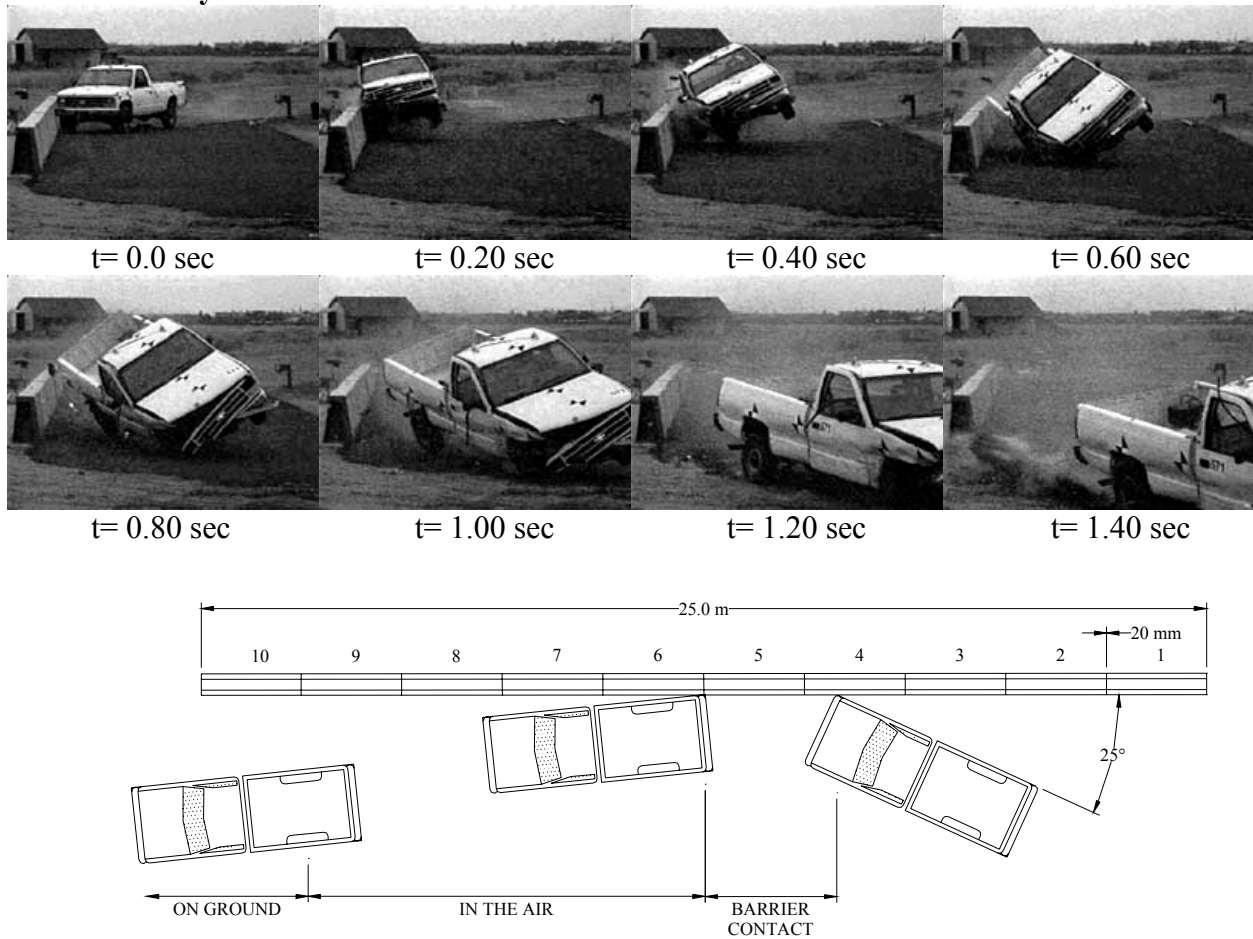 t= 0.0 sec
t= 0.20 sec
t= 0.40 sec
t= 0.60 sec
571
571
t= 0.80 sec
t= 1.00 sec
t= 1.20 sec
t= 1.40 sec
25.0 m
20 mm
10 9 8 7 6 5 4 3 2 1
25°
ON GROUND
IN THE AIR
BARRIER
CONTACT